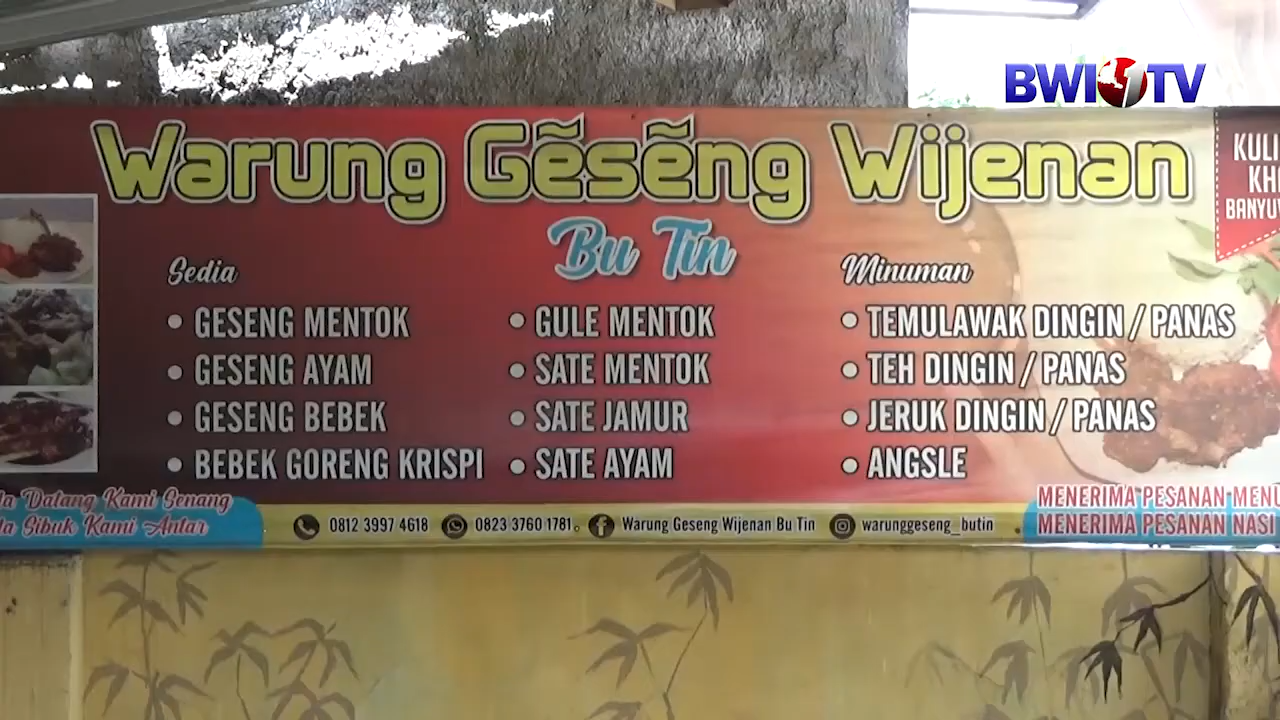 BWI TV
Warung Gẽsẽng Wijenan
Bu Tin
Sedia
• GESENG MENTOK
• GESENG AYAM
• GESENG BEBEK
• BEBEK GORENG KRISPI
• GULE MENTOK
• SATE MENTOK
• SATE JAMUR
• SATE AYAM
Minuman
• TEMULAWAK DINGIN / PANAS
• TEH DINGIN / PANAS
• JERUK DINGIN / PANAS
• ANGSLE
Datang Kami Senang
Sibuk Kami Antar
0812 3997 4618 0823 3760 1781 Warung Geseng Wijenan Bu Tin warunggeseng_butin
MENERIMA PESANAN
MENERIMA PESANAN NASI